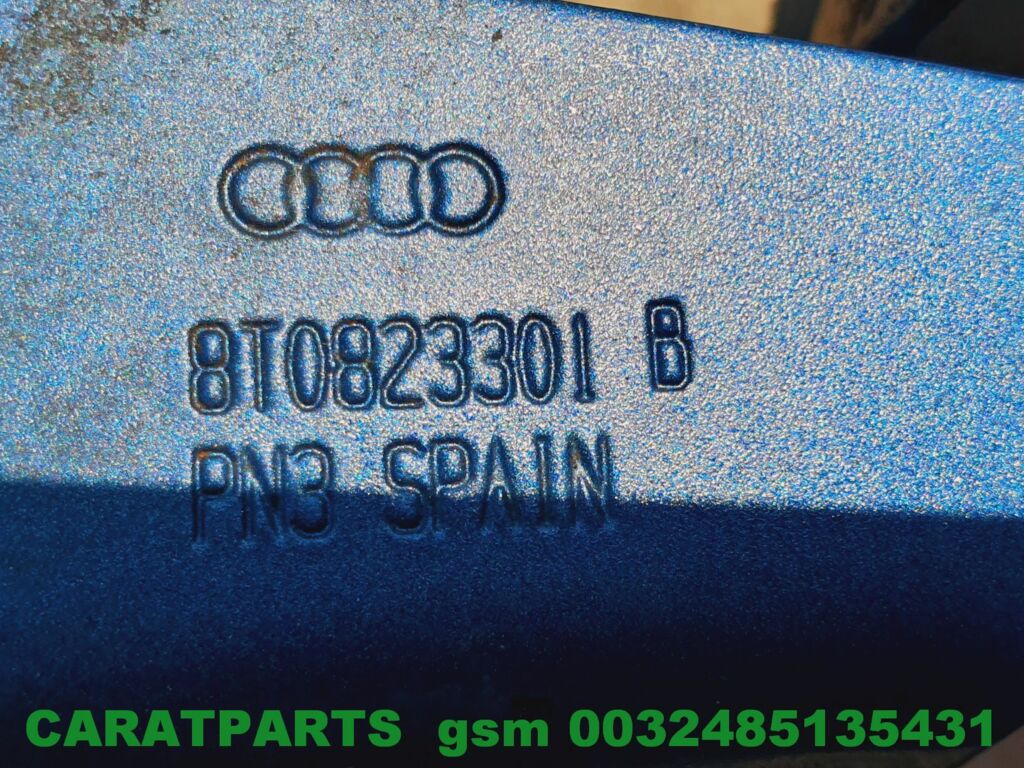 8T0823301 B
PN3 SPAIN
CARATPARTS gsm 0032485135431